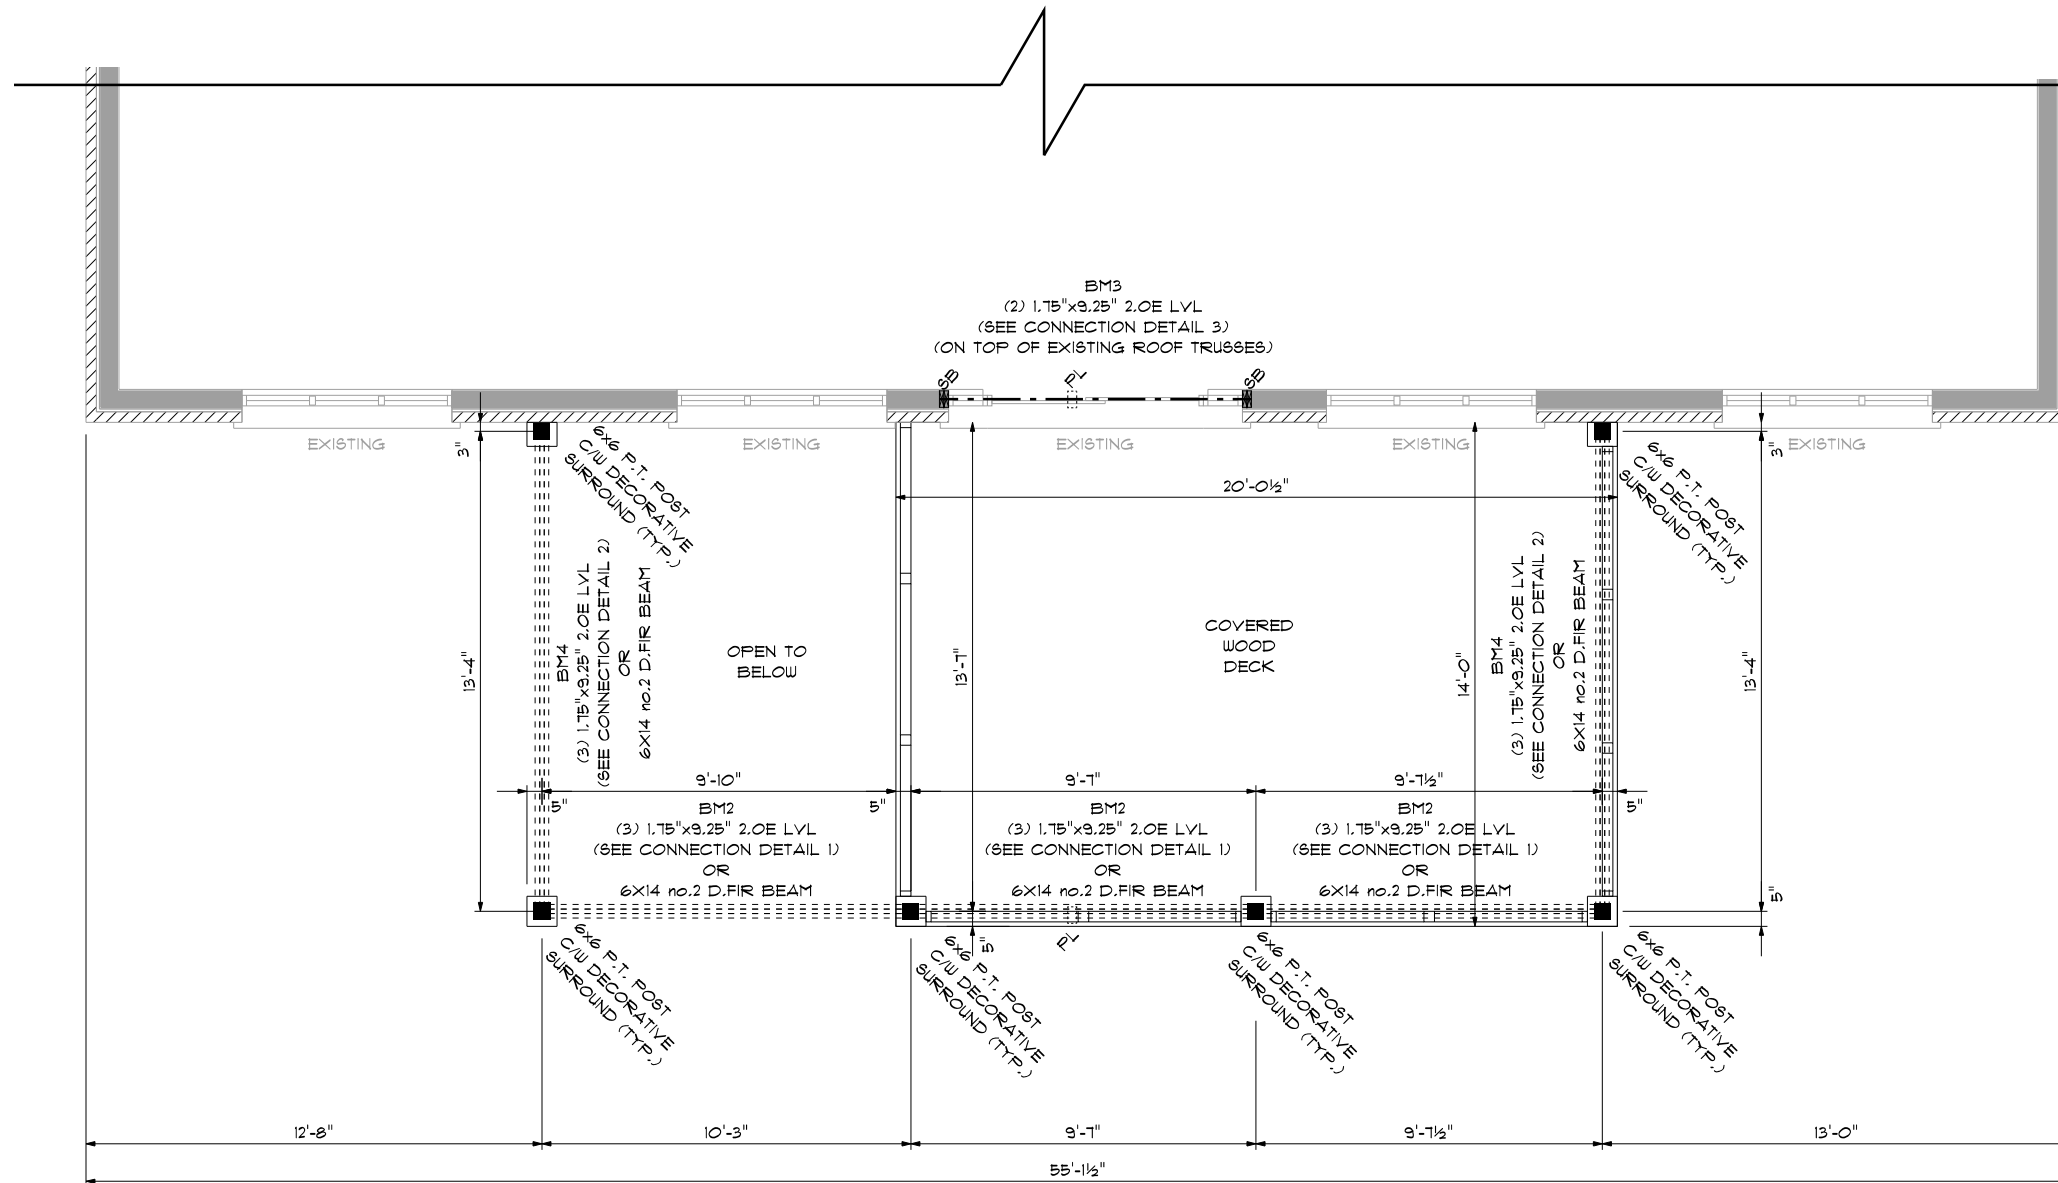 BM3
(2) 1.75"x9.25" 2.0E LVL
(SEE CONNECTION DETAIL 3)
(ON TOP OF EXISTING ROOF TRUSSES)
SB
PL
SB
EXISTING
EXISTING
EXISTING
EXISTING
EXISTING
3"
3"
6x6 P.T. POST
C/W DECORATIVE
SURROUND (TYP.)
6x6 P.T. POST
C/W DECORATIVE
SURROUND (TYP.)
20'-0½"
13'-4"
BM4
(3) 1.75"x9.25" 2.0E LVL
(SEE CONNECTION DETAIL 2)
OR
6X14 no.2 D.FIR BEAM
OPEN TO
BELOW
13'-7"
COVERED
WOOD
DECK
14'-0"
BM4
(3) 1.75"x9.25" 2.0E LVL
(SEE CONNECTION DETAIL 2)
OR
6X14 no.2 D.FIR BEAM
13'-4"
9'-10"
9'-7"
9'-7½"
5"
5"
5"
BM2
(3) 1.75"x9.25" 2.0E LVL
(SEE CONNECTION DETAIL 1)
OR
6X14 no.2 D.FIR BEAM
BM2
(3) 1.75"x9.25" 2.0E LVL
(SEE CONNECTION DETAIL 1)
OR
6X14 no.2 D.FIR BEAM
BM2
(3) 1.75"x9.25" 2.0E LVL
(SEE CONNECTION DETAIL 1)
OR
6X14 no.2 D.FIR BEAM
5"
5"
PL
6x6 P.T. POST
C/W DECORATIVE
SURROUND (TYP.)
6x6 P.T. POST
C/W DECORATIVE
SURROUND (TYP.)
6x6 P.T. POST
C/W DECORATIVE
SURROUND (TYP.)
6x6 P.T. POST
C/W DECORATIVE
SURROUND (TYP.)
12'-8"
10'-3"
9'-7"
9'-7½"
13'-0"
55'-1½"